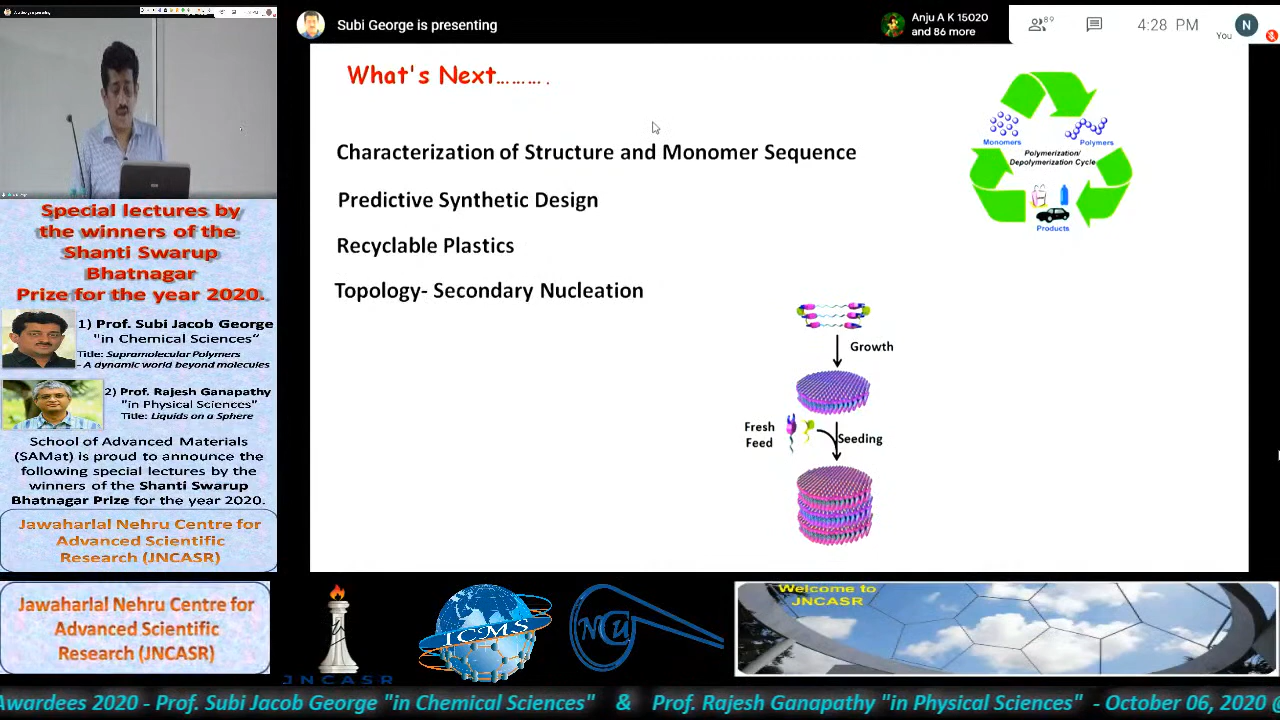 Subi George is presenting
Anju A K 15020
and 86 more
89
4:28 PM
You
N
What's Next......... .
Characterization of Structure and Monomer Sequence
Predictive Synthetic Design
Recyclable Plastics
Topology- Secondary Nucleation
Monomers
Polymers
Polymerization/
Depolymerization Cycle
Products
Growth
Fresh
Feed
Seeding
Special lectures by
the winners of the
Shanti Swarup
Bhatnagar
Prize for the year 2020.
1) Prof. Subi Jacob George
"in Chemical Sciences“
Title: Supramolecular Polymers
- A dynamic world beyond molecules
2) Prof. Rajesh Ganapathy
"in Physical Sciences"
Title: Liquids on a Sphere
School of Advanced Materials
(SAMat) is proud to announce the
following special lectures by the
winners of the Shanti Swarup
Bhatnagar Prize for the year 2020.
Jawaharlal Nehru Centre for
Advanced Scientific
Research (JNCASR)
Jawaharlal Nehru Centre for
Advanced Scientific
Research (JNCASR)
JNCASR
ICMS
NCU
Welcome to
JNCASR
Awardees 2020 - Prof. Subi Jacob George "in Chemical Sciences" & Prof. Rajesh Ganapathy "in Physical Sciences" - October 06, 2020 @